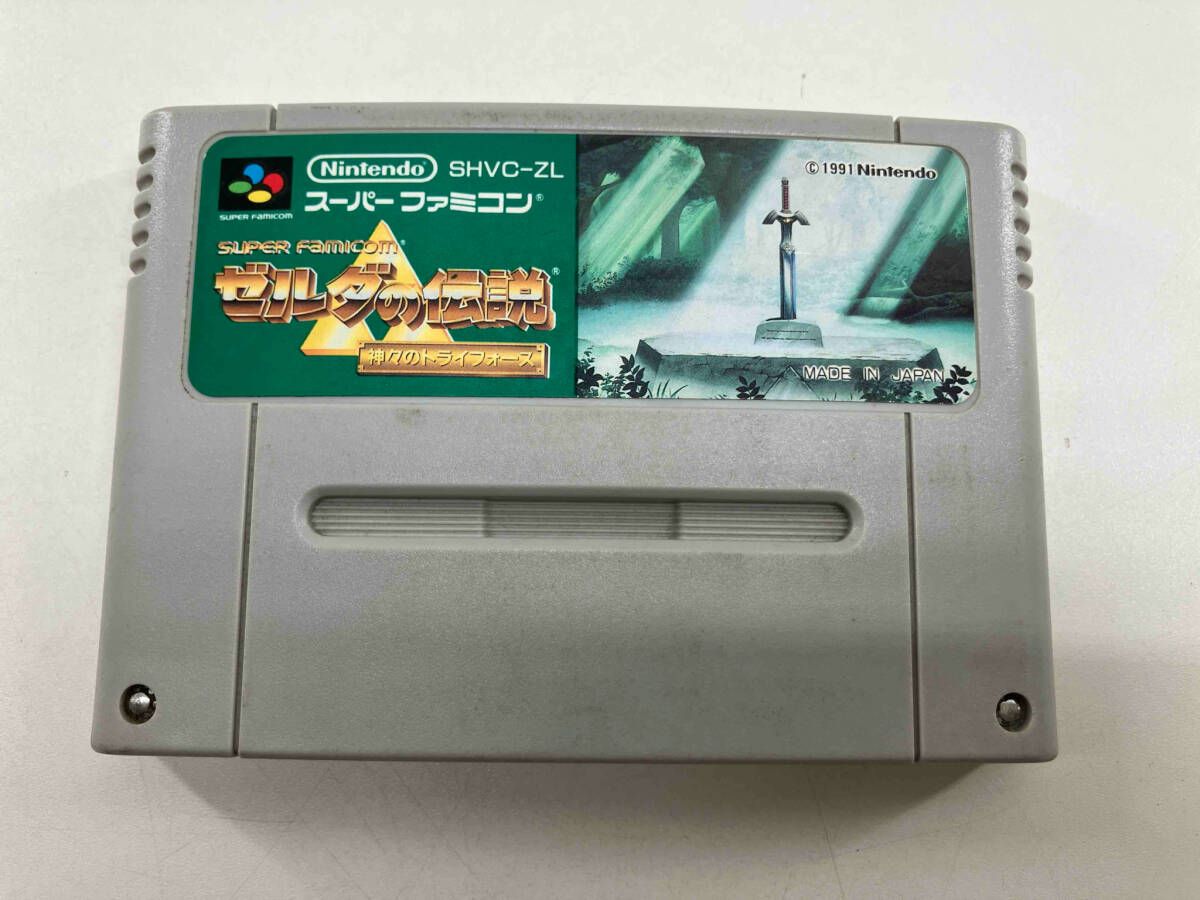 Nintendo SHVC-ZL
SUPER FAMICOM
スーパーファミコン®
SUPER FAMICOM®
ゼルダの伝説®
神々のトライフォース
© 1991 Nintendo
MADE IN JAPAN